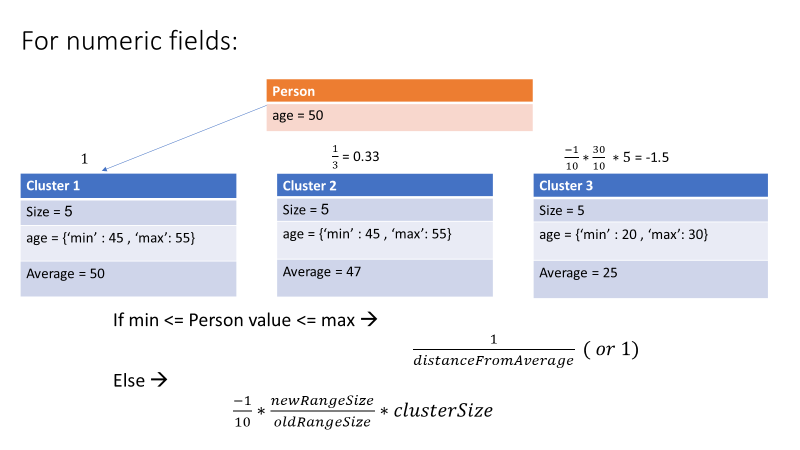 For numeric fields:
Person
age = 50
1
1/3 = 0.33
-1/10 * 30/10 * 5 = -1.5
Cluster 1
Size = 5
age = {‘min’ : 45 , ‘max’: 55}
Average = 50
Cluster 2
Size = 5
age = {‘min’ : 45 , ‘max’: 55}
Average = 47
Cluster 3
Size = 5
age = {‘min’ : 20 , ‘max’: 30}
Average = 25
If min <= Person value <= max →
1/distanceFromAverage ( or 1)
Else →
-1/10 * newRangeSize/oldRangeSize * clusterSize